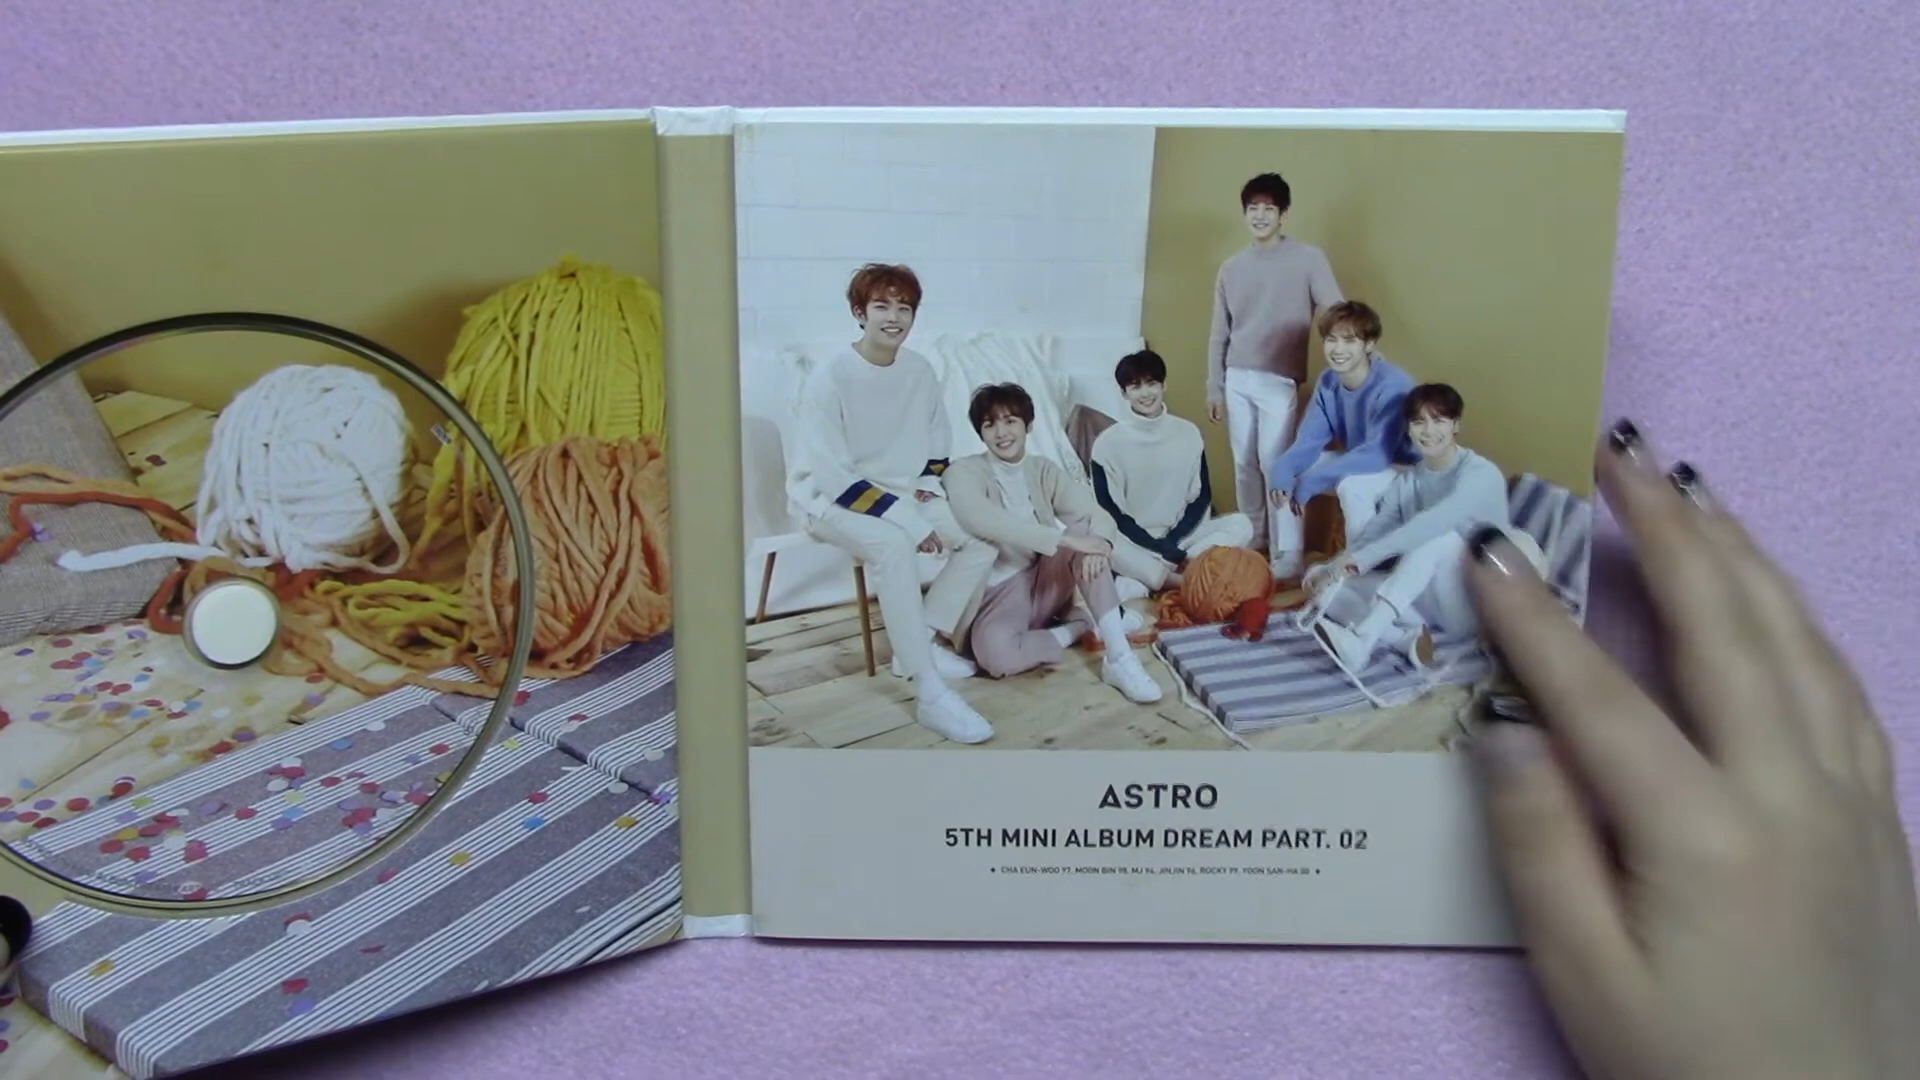 ASTRO
5TH MINI ALBUM DREAM PART. 02
✦ CHA EUN-WOO 97, MOON BIN 98, MJ 94, JINJIN 96, ROCKY 99, YOON SAN-HA 00 ✦